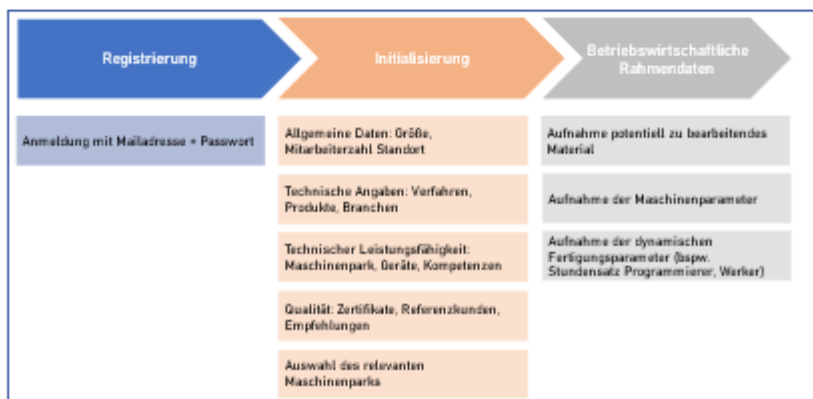 Registrierung
Initialisierung
Betriebswirtschaftliche
Rahmendaten
Anmeldung mit Mailadresse + Passwort
Allgemeine Daten: Größe,
Mitarbeiterzahl Standort
Technische Angaben: Verfahren,
Produkte, Branchen
Technischer Leistungsfähigkeit:
Maschinenpark, Geräte, Kompetenzen
Qualität: Zertifikate, Referenzkunden,
Empfehlungen
Auswahl des relevanten
Maschinenparks
Aufnahme potentiell zu bearbeitendes
Material
Aufnahme der Maschinenparameter
Aufnahme der dynamischen
Fertigungsparameter (bspw.
Stundensatz Programmierer, Werker)